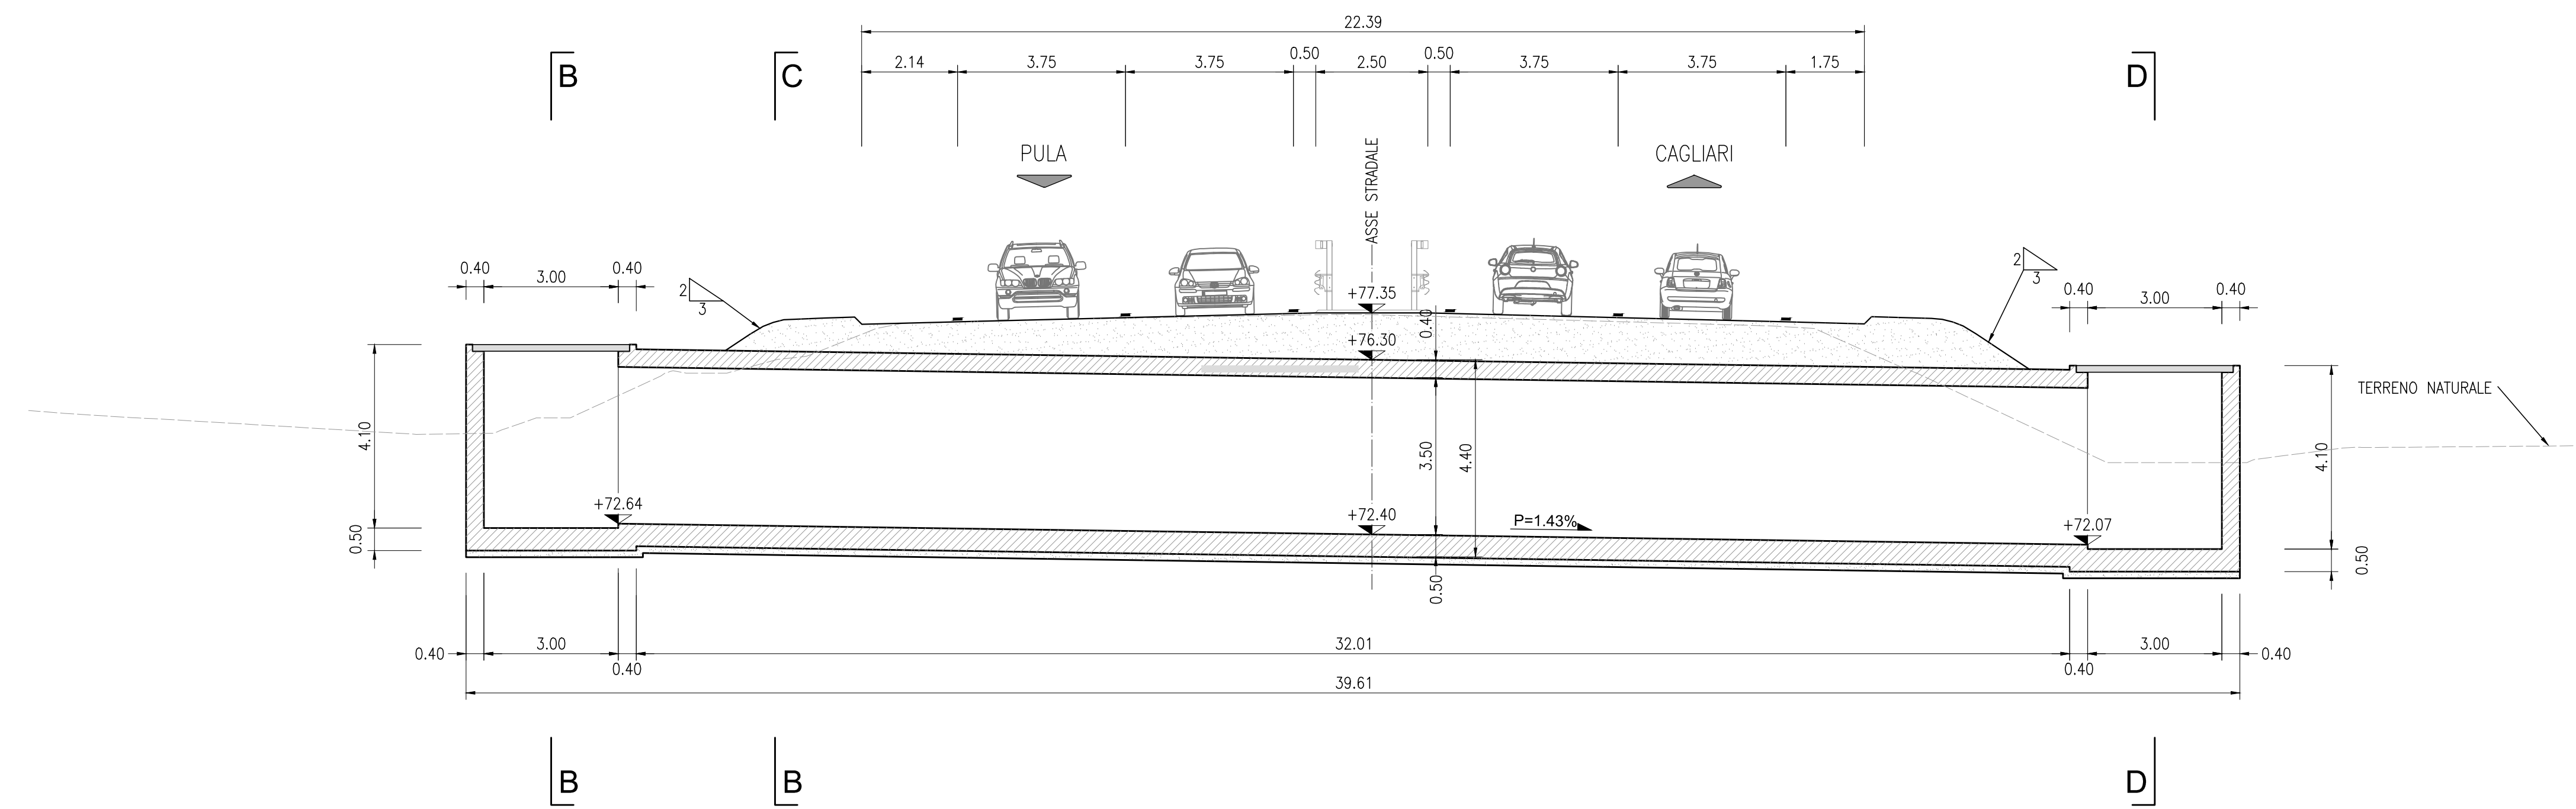 22.39
2.14 3.75 3.75 0.50 2.50 0.50 3.75 3.75 1.75
B C D
PULA ASSE STRADALE CAGLIARI
0.40 3.00 0.40
2
3
+77.35
0.40
+76.30
2
3
0.40 3.00 0.40
TERRENO NATURALE
4.10
0.50
+72.64
3.50
4.40
+72.40
P=1.43%
0.50
+72.07
4.10
0.50
0.40 3.00 0.40 32.01 0.40 3.00 0.40
39.61
B B D